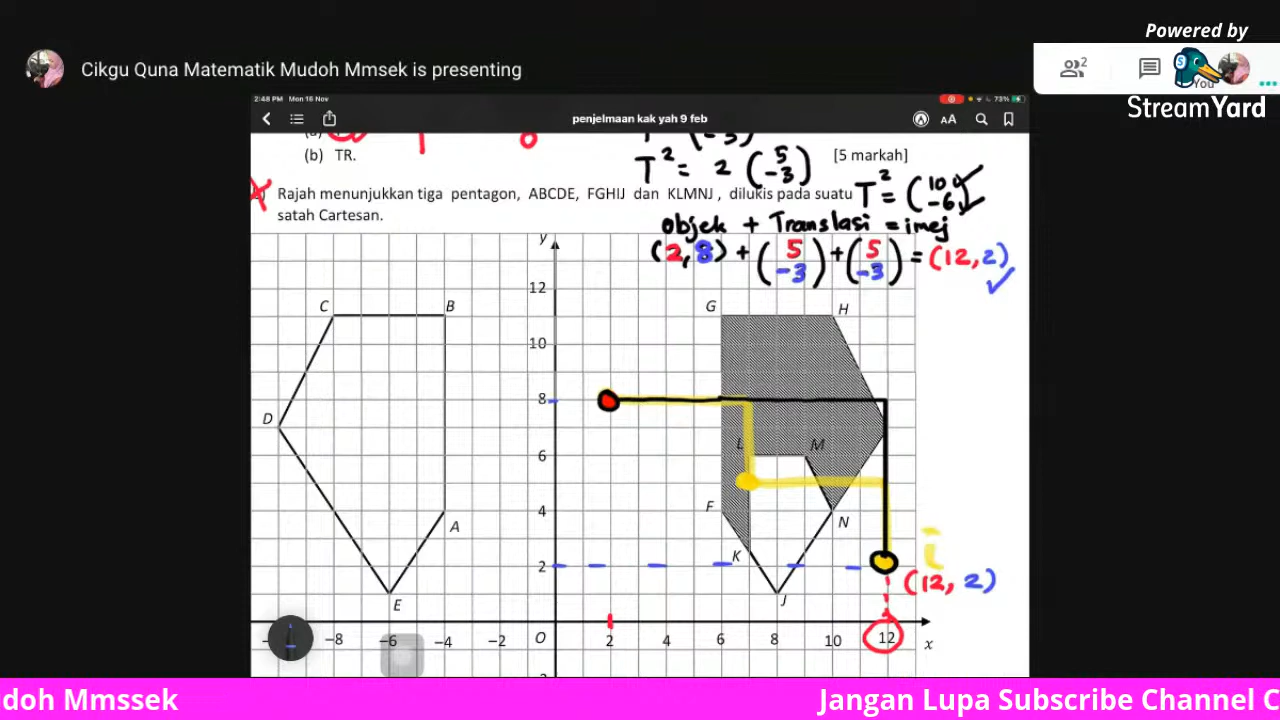 Powered by
Cikgu Quna Matematik Mudoh Mmsek is presenting
2
You
StreamYard
2:48 PM Mon 16 Nov
73%
penjelmaan kak yah 9 feb
AA
(b) TR.
T² = 2 (5 -3)
[5 markah]
Rajah menunjukkan tiga pentagon, ABCDE, FGHIJ dan KLMNJ , dilukis pada suatu
satah Cartesan.
T² = (10 -6)
objek + Translasi = imej
(2, 8) + (5 -3) + (5 -3) = (12, 2)
y
12
C B G H
10
8
D
L M
6
4
F N
A
K
2
(12, 2)
E J
-8 -6 -4 -2 O 2 4 6 8 10 12 x
doh Mmssek
Jangan Lupa Subscribe Channel C